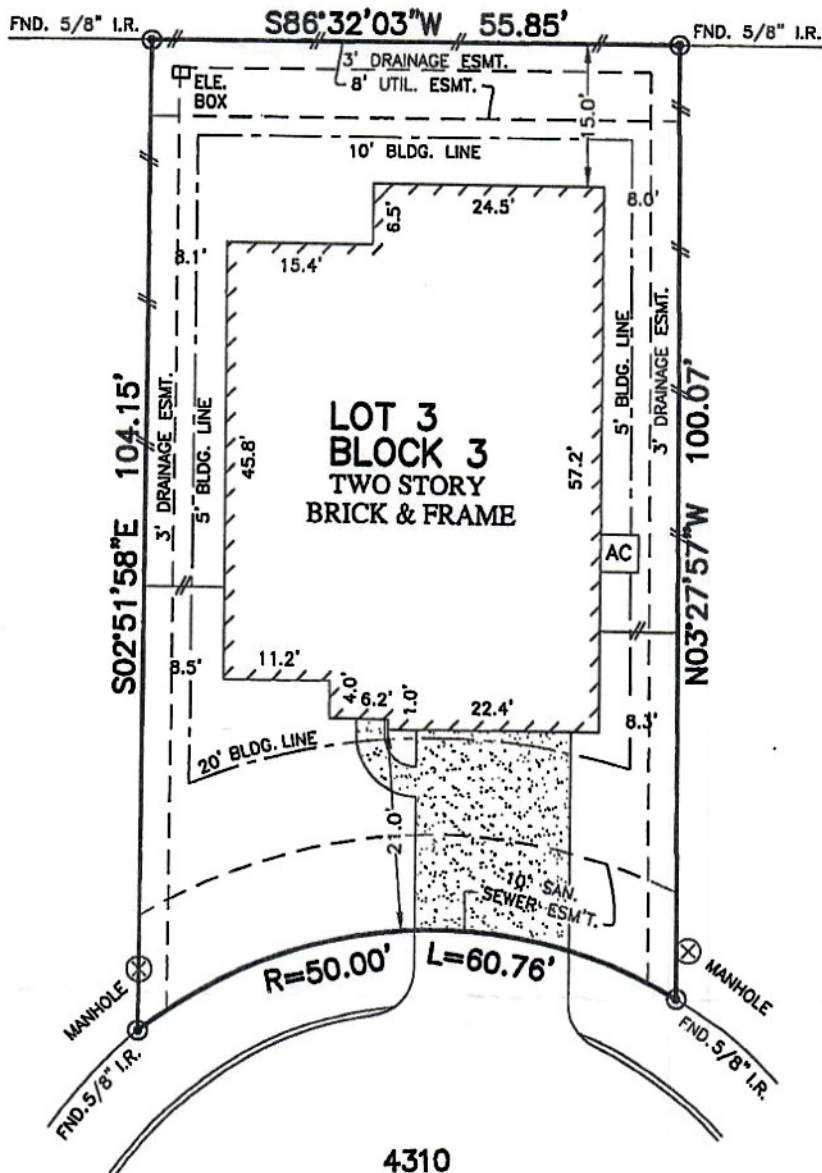 S86°32'03"W 55.85'
FND. 5/8" I.R.
FND. 5/8" I.R.
3' DRAINAGE ESMT.
8' UTIL. ESMT.
ELE.
BOX
15.0'
10' BLDG. LINE
24.5'
8.0'
6.5'
8.1'
15.4'
S02°51'58"E 104.15'
3' DRAINAGE ESMT.
5' BLDG. LINE
45.8'
LOT 3
BLOCK 3
TWO STORY
BRICK & FRAME
57.2'
5' BLDG. LINE
3' DRAINAGE ESMT.
N03°27'57"W 100.07'
AC
8.5'
11.2'
4.0'
6.2'
1.0'
22.4'
8.3'
20' BLDG. LINE
21.0'
10' SAN.
SEWER ESM'T.
R=50.00' L=60.76'
MANHOLE
MANHOLE
FND. 5/8" I.R.
FND. 5/8" I.R.
4310